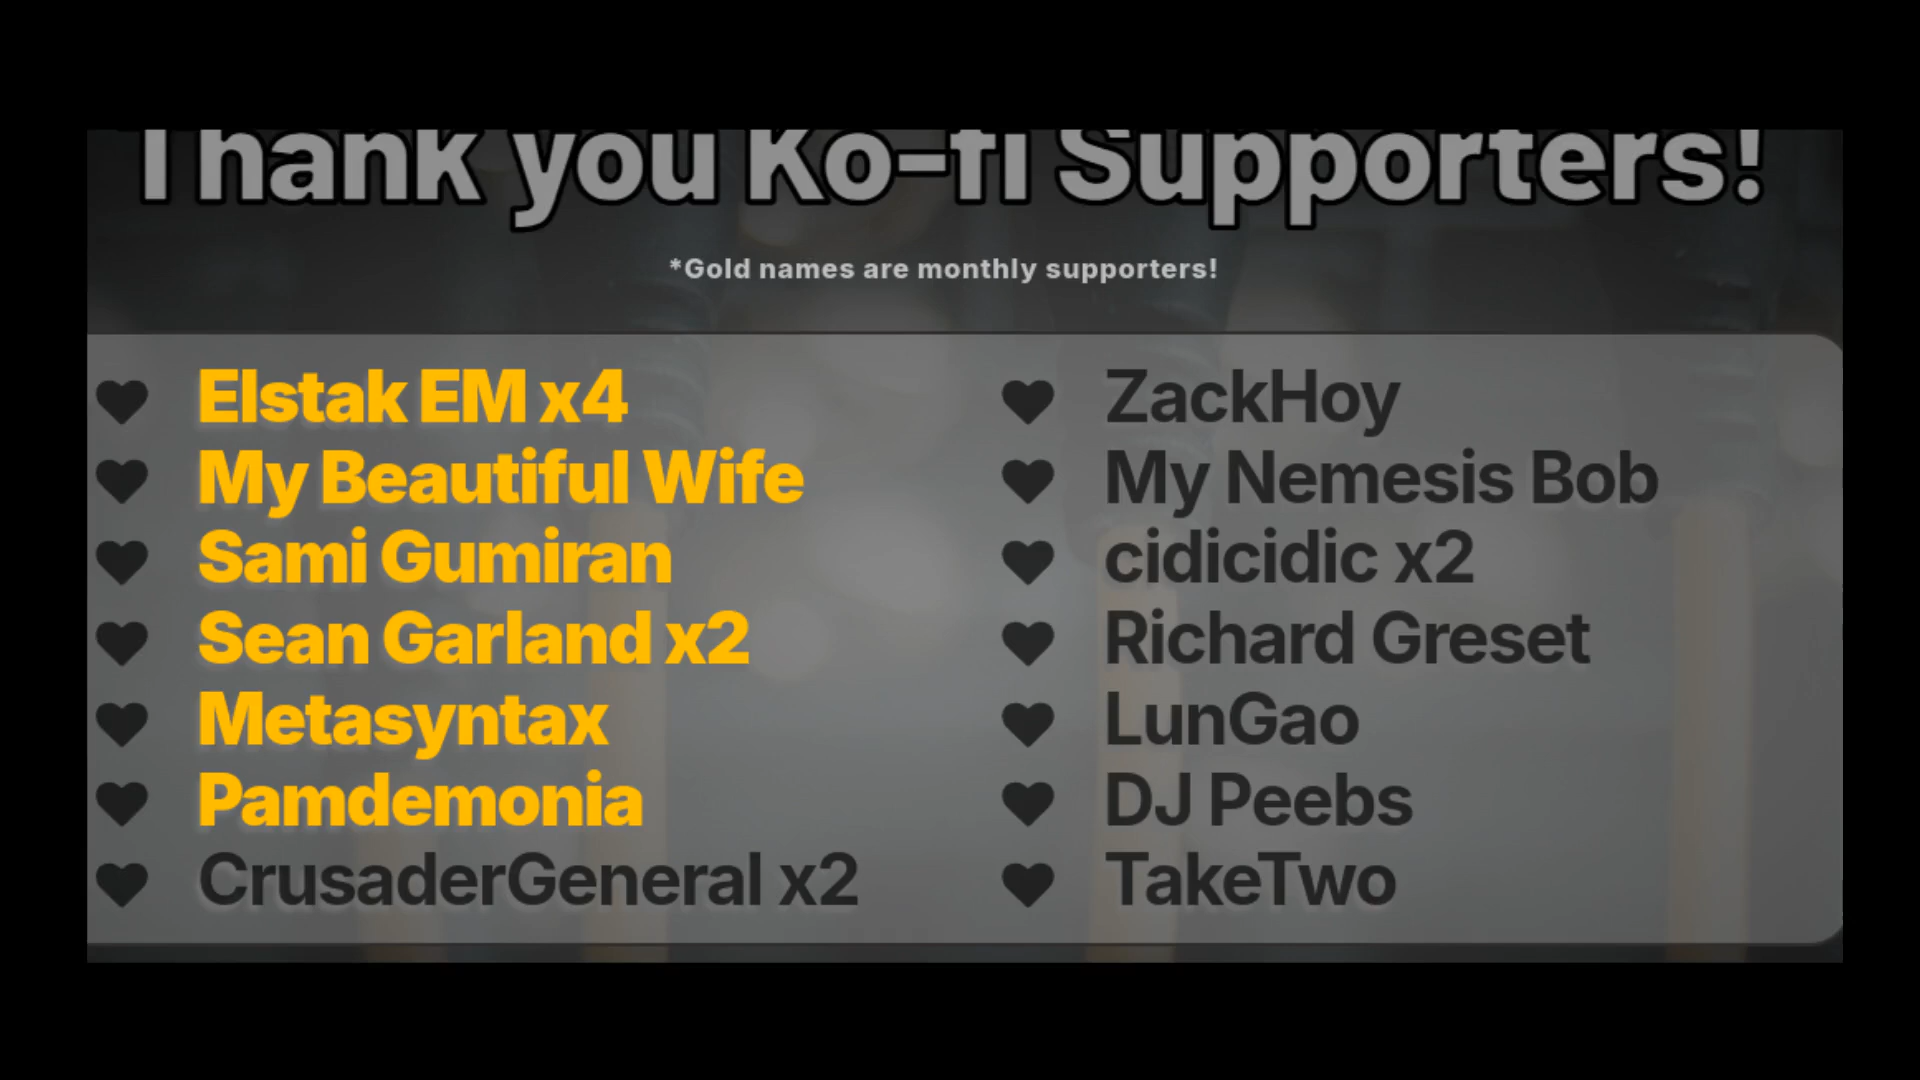 Thank you Ko-fi Supporters!
*Gold names are monthly supporters!
Elstak EM x4
My Beautiful Wife
Sami Gumiran
Sean Garland x2
Metasyntax
Pamdemonia
CrusaderGeneral x2
ZackHoy
My Nemesis Bob
cidicidic x2
Richard Greset
LunGao
DJ Peebs
TakeTwo